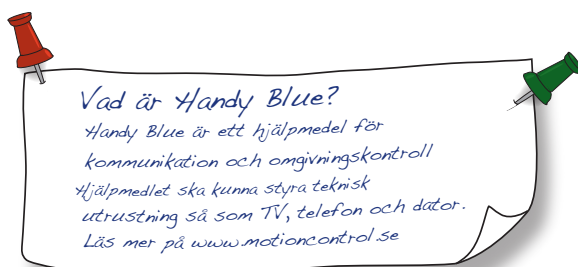 Vad är Handy Blue?
Handy Blue är ett hjälpmedel för
kommunikation och omgivningskontroll
Hjälpmedlet ska kunna styra teknisk
utrustning så som TV, telefon och dator.
Läs mer på www.motioncontrol.se